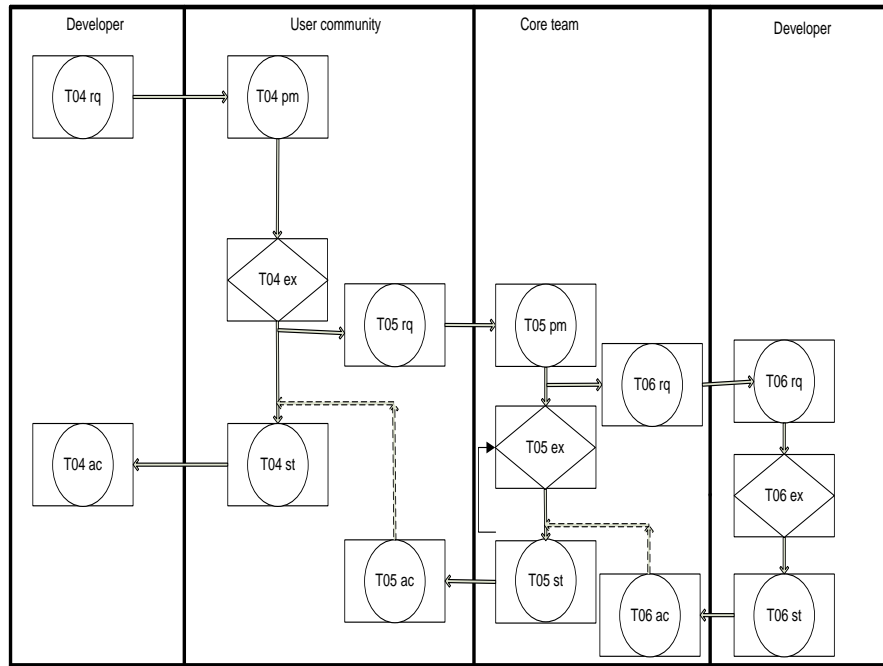 Developer
User community
Core team
Developer
T04 rq
T04 pm
T04 ex
T05 rq
T05 pm
T06 rq
T06 rq
T04 ac
T04 st
T05 ex
T06 ex
T05 ac
T05 st
T06 ac
T06 st